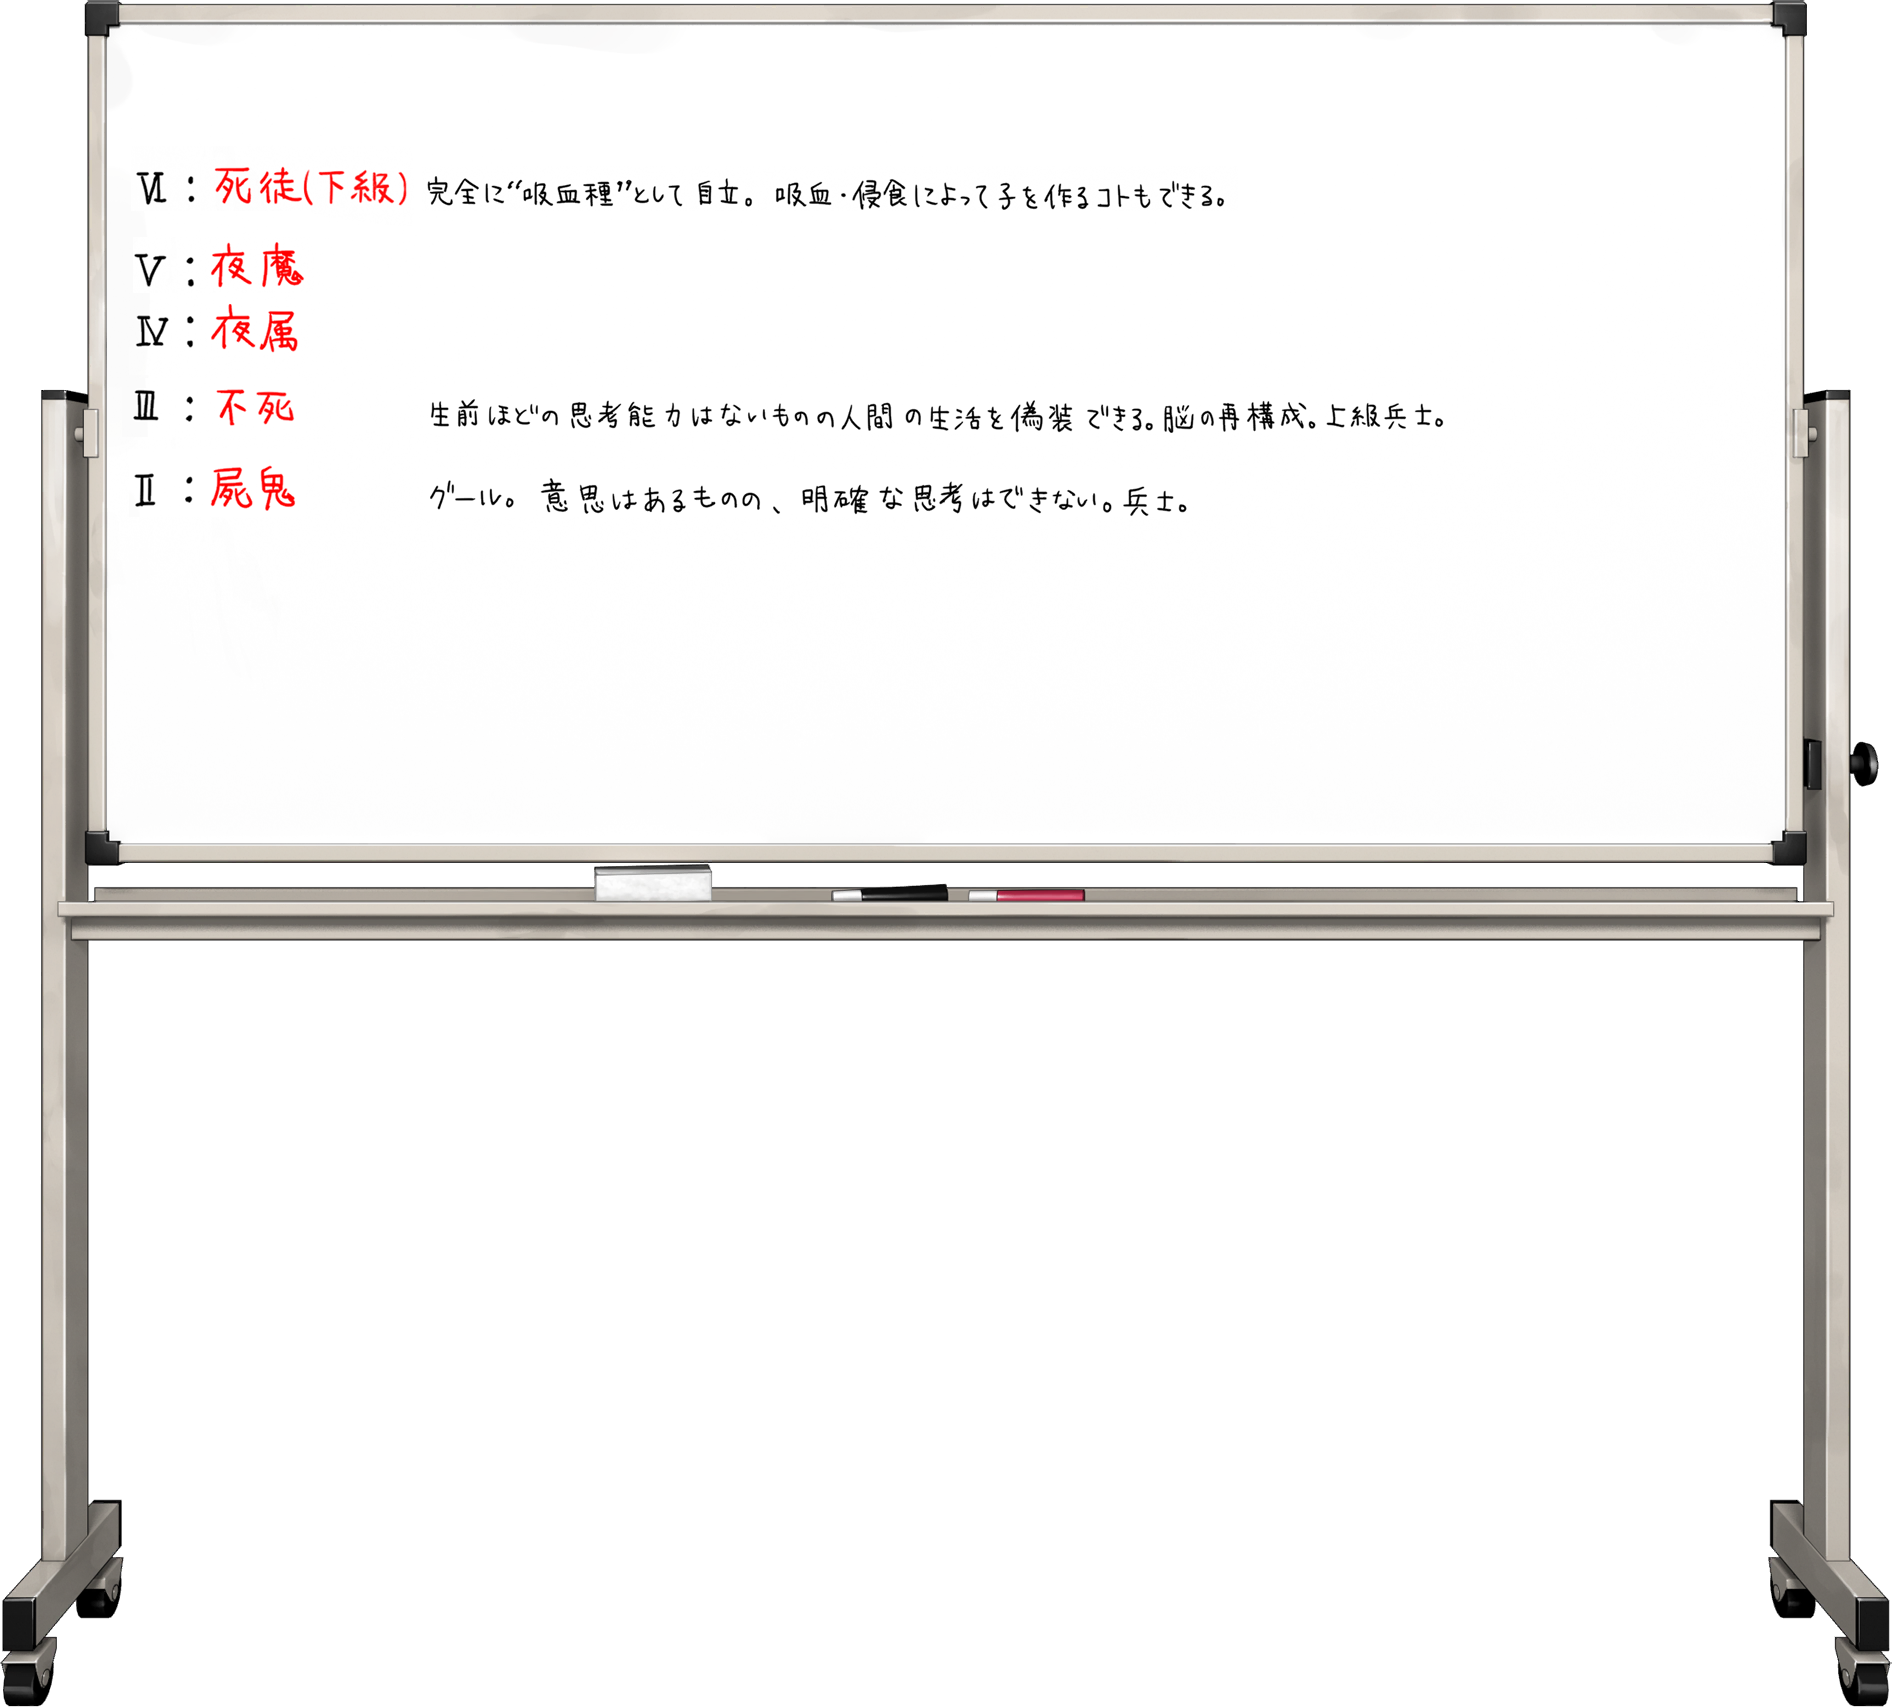 Ⅵ：死徒(下級) 完全に“吸血種”として自立。吸血・侵食によって子を作るコトもできる。
Ⅴ：夜魔
Ⅳ：夜属
Ⅲ：不死 生前ほどの思考能力はないものの人間の生活を偽装できる。脳の再構成。上級兵士。
Ⅱ：屍鬼 グール。意思はあるものの、明確な思考はできない。兵士。